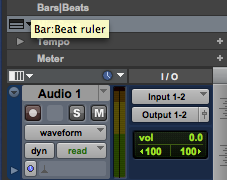 Bars|Beats
Bar:Beat ruler
Tempo
Meter
I / O
Audio 1
S M
waveform
dyn read
Input 1-2
Output 1-2
vol 0.0
100 100